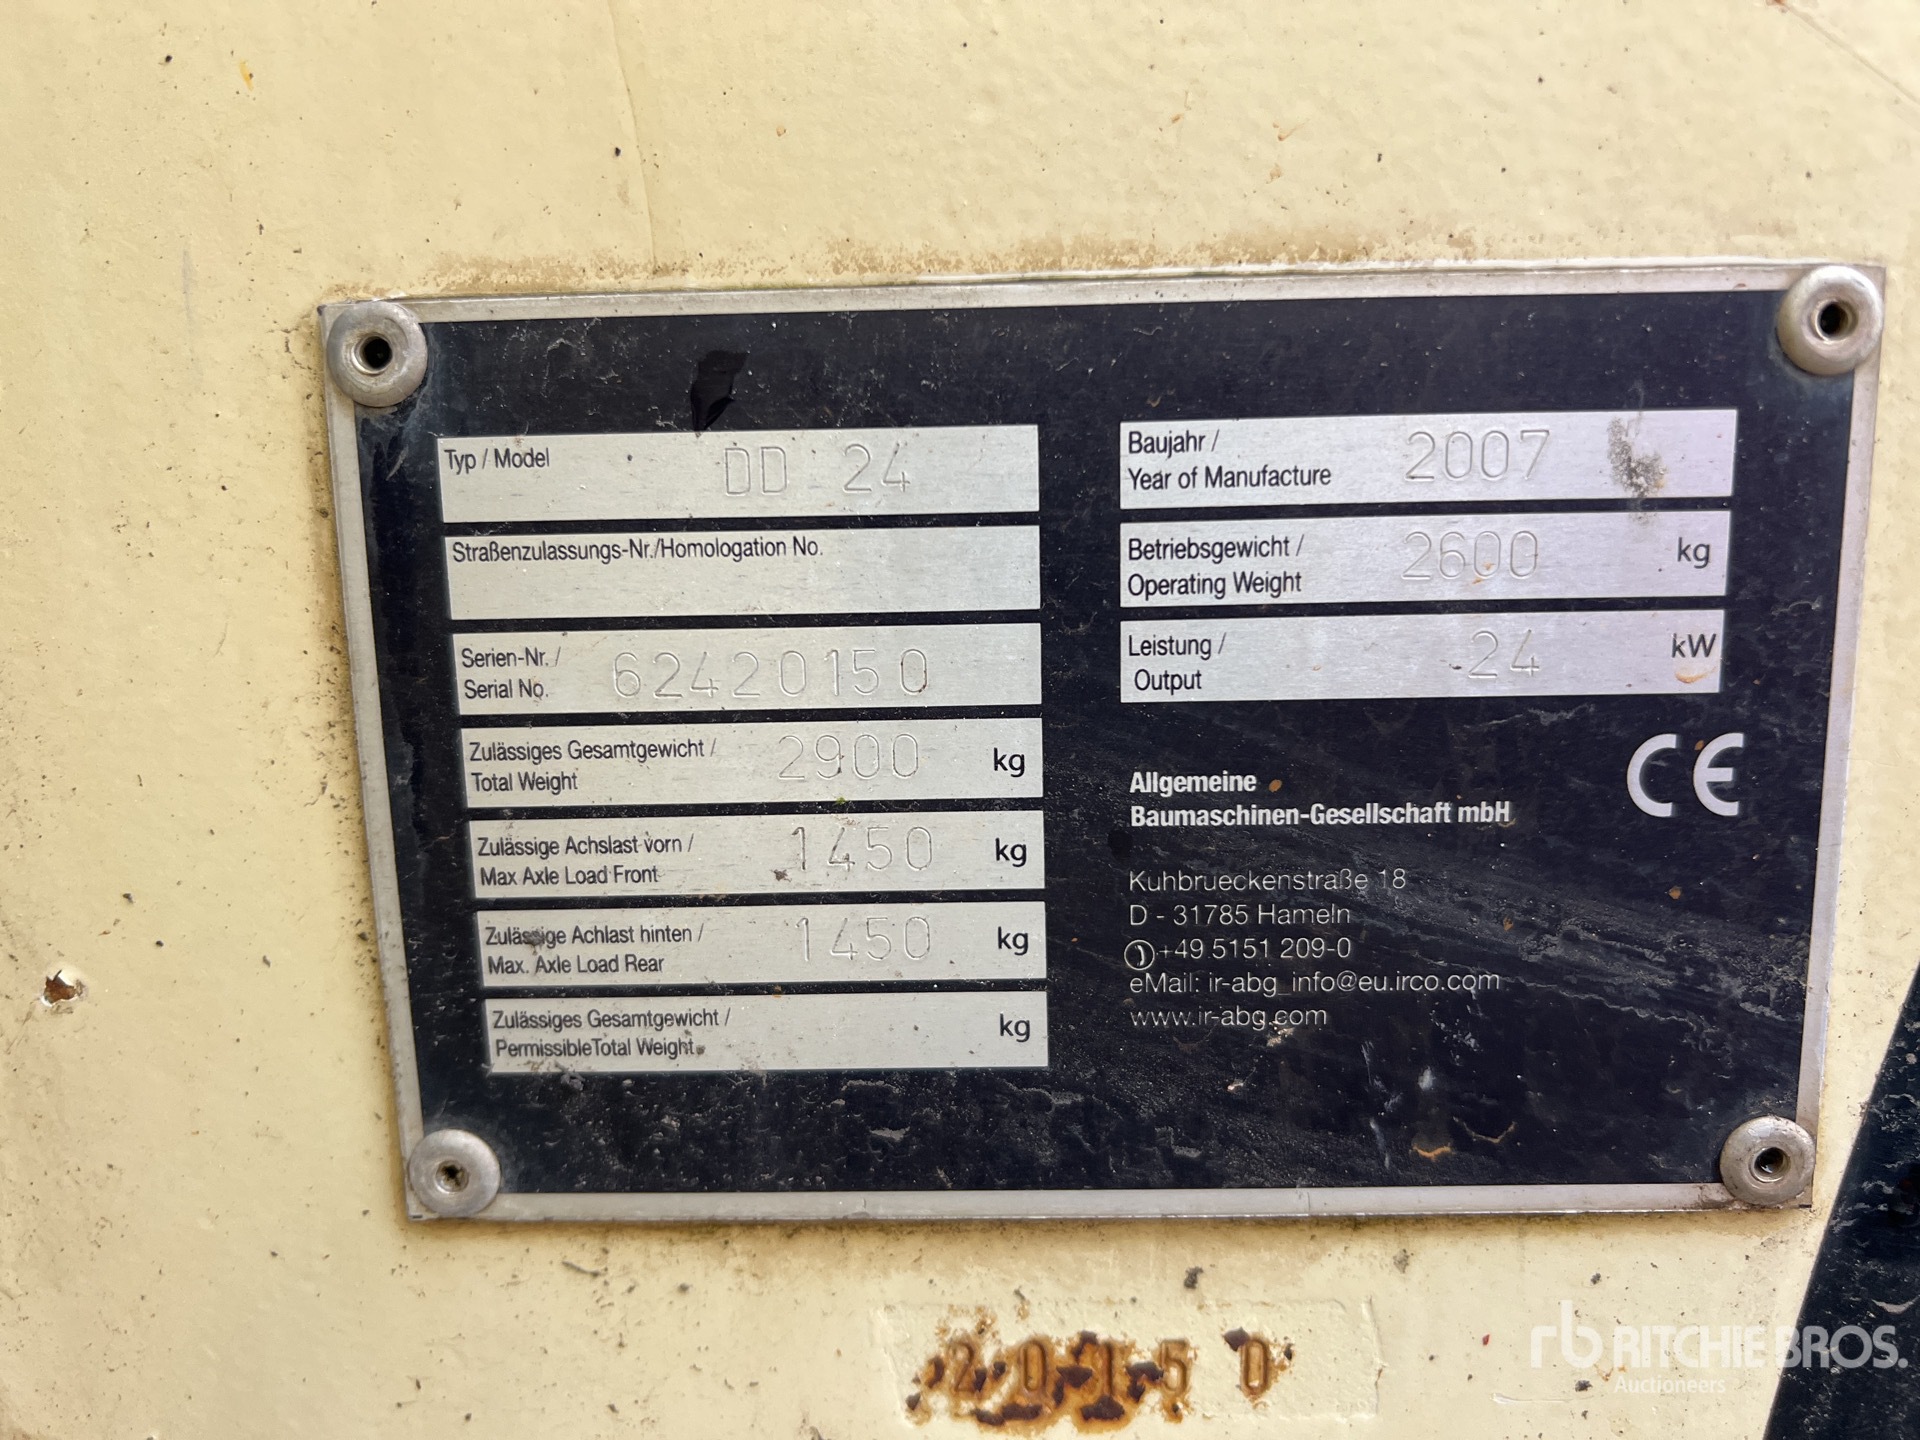 Typ / Model DD 24
Straßenzulassungs-Nr./Homologation No.
Serien-Nr. /
Serial No. 62420150
Zulässiges Gesamtgewicht /
Total Weight 2900 kg
Zulässige Achslast vorn /
Max Axle Load Front 1450 kg
Zulässige Achlast hinten /
Max. Axle Load Rear 1450 kg
Zulässiges Gesamtgewicht /
Permissible Total Weight kg
Baujahr /
Year of Manufacture 2007
Betriebsgewicht /
Operating Weight 2600 kg
Leistung /
Output 24 kW
CE
Allgemeine
Baumaschinen-Gesellschaft mbH
Kuhbrueckenstraße 18
D - 31785 Hameln
+49 5151 209-0
eMail: ir-abg_info@eu.irco.com
www.ir-abg.com
20150
rb RITCHIE BROS.
Auctioneers